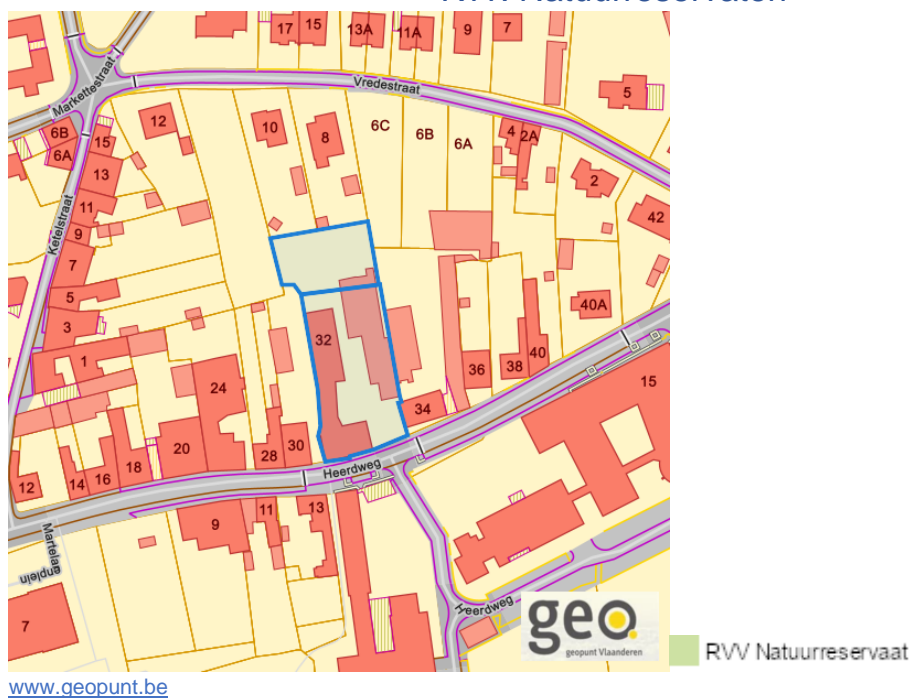 RVV Natuurreservaten
17 15 13A 11A 9 7
Vredestraat
5
Markettestraat
6B 15 12 10 8 6C 6B 6A 4 2A
6A
13 2
11 42
Ketelstraat
9
7
5 40A
3 32
1 40
24 36 38
15
34
20 28 30
18
Heerdweg
12 14 16
9 11 13
Martelaenplein
7
Heerdweg
geo.
geopunt Vlaanderen
RVV Natuurreservaat
www.geopunt.be